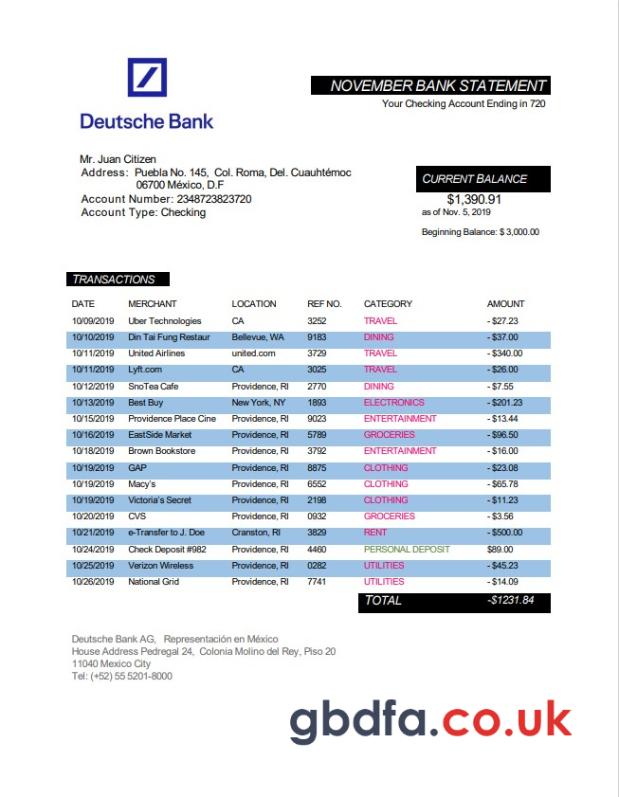 NOVEMBER BANK STATEMENT
Your Checking Account Ending in 720
Deutsche Bank
Mr. Juan Citizen
Address: Puebla No. 145, Col. Roma, Del. Cuauhtémoc
06700 México, D.F
Account Number: 2348723823720
Account Type: Checking
CURRENT BALANCE
$1,390.91
as of Nov. 5, 2019
Beginning Balance: $ 3,000.00
TRANSACTIONS
DATE MERCHANT LOCATION REF NO. CATEGORY AMOUNT
10/09/2019 Uber Technologies CA 3252 TRAVEL - $27.23
10/10/2019 Din Tai Fung Restaur Bellevue, WA 9183 DINING - $37.00
10/11/2019 United Airlines united.com 3729 TRAVEL - $340.00
10/11/2019 Lyft.com CA 3025 TRAVEL - $26.00
10/12/2019 SnoTea Cafe Providence, RI 2770 DINING - $7.55
10/13/2019 Best Buy New York, NY 1893 ELECTRONICS - $201.23
10/15/2019 Providence Place Cine Providence, RI 9023 ENTERTAINMENT - $13.44
10/16/2019 EastSide Market Providence, RI 5789 GROCERIES - $96.50
10/18/2019 Brown Bookstore Providence, RI 3792 ENTERTAINMENT - $16.00
10/19/2019 GAP Providence, RI 8875 CLOTHING - $23.08
10/19/2019 Macy's Providence, RI 6552 CLOTHING - $65.78
10/19/2019 Victoria's Secret Providence, RI 2198 CLOTHING - $11.23
10/20/2019 CVS Providence, RI 0932 GROCERIES - $3.56
10/21/2019 e-Transfer to J. Doe Cranston, RI 3829 RENT - $500.00
10/24/2019 Check Deposit #982 Providence, RI 4460 PERSONAL DEPOSIT $89.00
10/25/2019 Verizon Wireless Providence, RI 0282 UTILITIES - $45.23
10/26/2019 National Grid Providence, RI 7741 UTILITIES - $14.09
TOTAL -$1231.84
Deutsche Bank AG, Representación en México
House Address Pedregal 24, Colonia Molino del Rey, Piso 20
11040 Mexico City
Tel: (+52) 55 5201-8000
gbdfa.co.uk